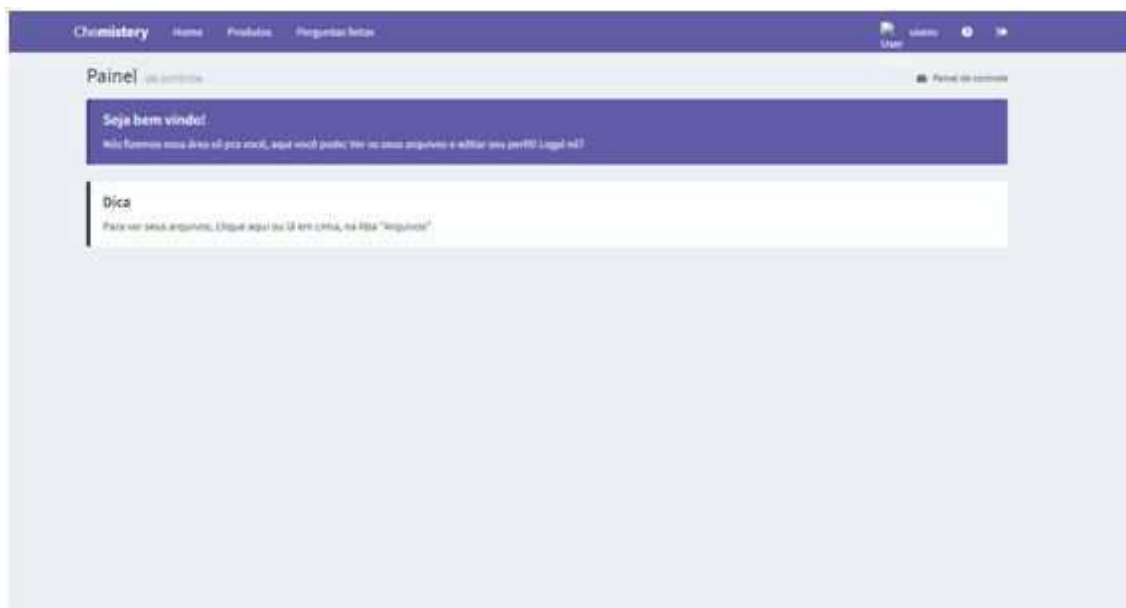 Chemistery Home Produtos Perguntas feitas
User
Painel de controle
Painel de controle
Seja bem vindo!
Nós fizemos essa área só pra você, aqui você pode: Ver os seus arquivos e editar seu perfil! Legal né?
Dica
Para ver seus arquivos, clique aqui ou lá em cima, na Aba "Arquivos"